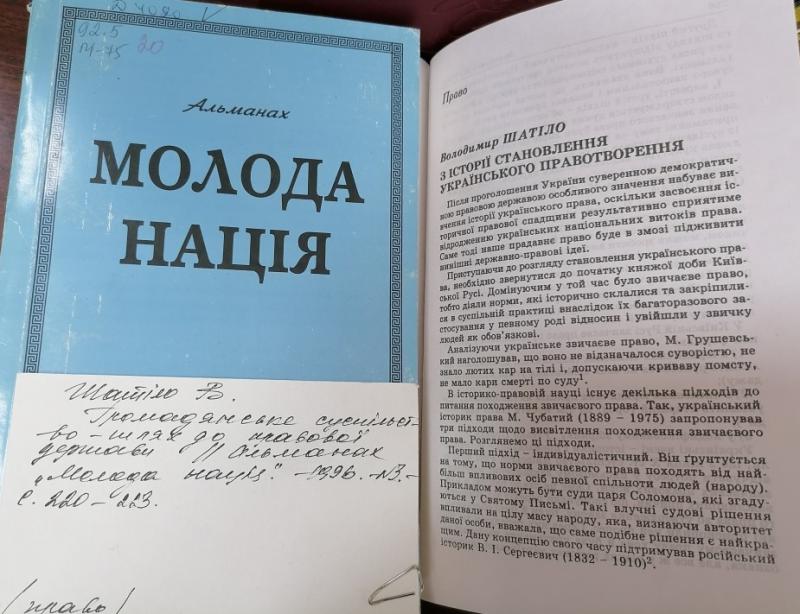 Д 4090
92.5
М-75
20
Альманах
МОЛОДА
НАЦІЯ
Шатіло В.
Громадянське суспільст-
во – шлях до правової
держави // Альманах
„Молода нація". – 1996. – №3. –
С. 220 – 223.
/право/
Право
Володимир ШАТІЛО
З ІСТОРІЇ СТАНОВЛЕННЯ
УКРАЇНСЬКОГО ПРАВОТВОРЕННЯ
Після проголошення України суверенною демократич-
ною правовою державою особливого значення набуває ви-
вчення історії українського права, оскільки засвоєння іс-
торичної правової спадщини результативно сприятиме
відродженню українських національних витоків права.
Саме тоді наше прадавнє право буде в змозі підживити
винішні державно-правові ідеї.
Приступаючи до розгляду становлення українського пра-
ва, необхідно звернутися до початку княжої доби Київ-
ської Русі. Домінуючим у той час було звичаєве право,
тобто діяли норми, які історично склалися та закріпили-
ся в суспільній практиці внаслідок їх багаторазового за-
стосування у певному роді відносин і увійшли у звичку
людей як обов'язкові.
Аналізуючи українське звичаєве право, М. Грушевсь-
кий наголошував, що воно не відзначалося суворістю, не
знало лютих кар на тілі і, допускаючи криваву помсту,
не мало кари смерті по суду¹.
В історико-правовій науці існує декілька підходів до
питання походження звичаєвого права. Так, український
історик права М. Чубатий (1889 - 1975) запропонував
три підходи щодо висвітлення походження звичаєвого
права. Розглянемо ці підходи.
Перший підхід – індивідуалістичний. Він ґрунтується
на тому, що норми звичаєвого права походять від най-
більш впливових осіб певної спільноти людей (народу).
Прикладом можуть бути суди царя Соломона, які згаду-
ються у Святому Письмі. Такі влучні судові рішення
впливали на цілу масу народу, яка, визнаючи авторитет
даної особи, вважала, що саме подібне рішення є найкра-
щим. Дану концепцію свого часу підтримував російський
історик В. І. Сергеєвич (1832 – 1910)².